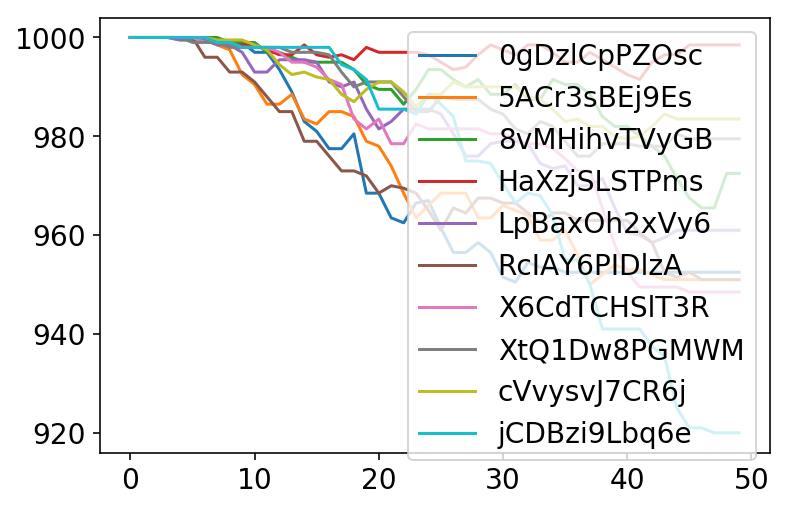 1000
980
960
940
920
0
10
20
30
40
50
0gDzlCpPZOsc
5ACr3sBEj9Es
8vMHihvTVyGB
HaXzjSLSTPms
LpBaxOh2xVy6
RcIAY6PIDlzA
X6CdTCHSlT3R
XtQ1Dw8PGMWM
cVvysvJ7CR6j
jCDBzi9Lbq6e